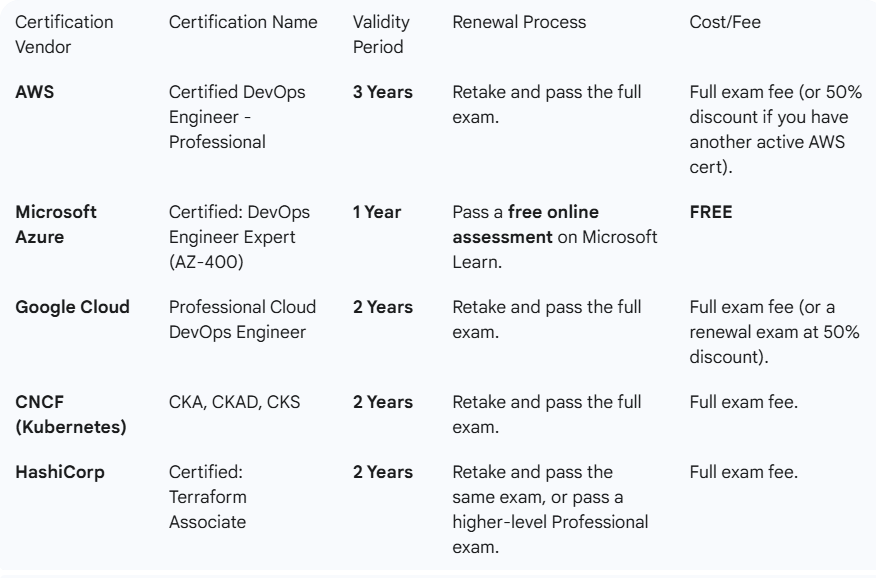 Certification Vendor	Certification Name	Validity Period	Renewal Process	Cost/Fee
AWS	Certified DevOps Engineer - Professional	3 Years	Retake and pass the full exam.	Full exam fee (or 50% discount if you have another active AWS cert).
Microsoft Azure	Certified: DevOps Engineer Expert (AZ-400)	1 Year	Pass a free online assessment on Microsoft Learn.	FREE
Google Cloud	Professional Cloud DevOps Engineer	2 Years	Retake and pass the full exam.	Full exam fee (or a renewal exam at 50% discount).
CNCF (Kubernetes)	CKA, CKAD, CKS	2 Years	Retake and pass the full exam.	Full exam fee.
HashiCorp	Certified: Terraform Associate	2 Years	Retake and pass the same exam, or pass a higher-level Professional exam.	Full exam fee.